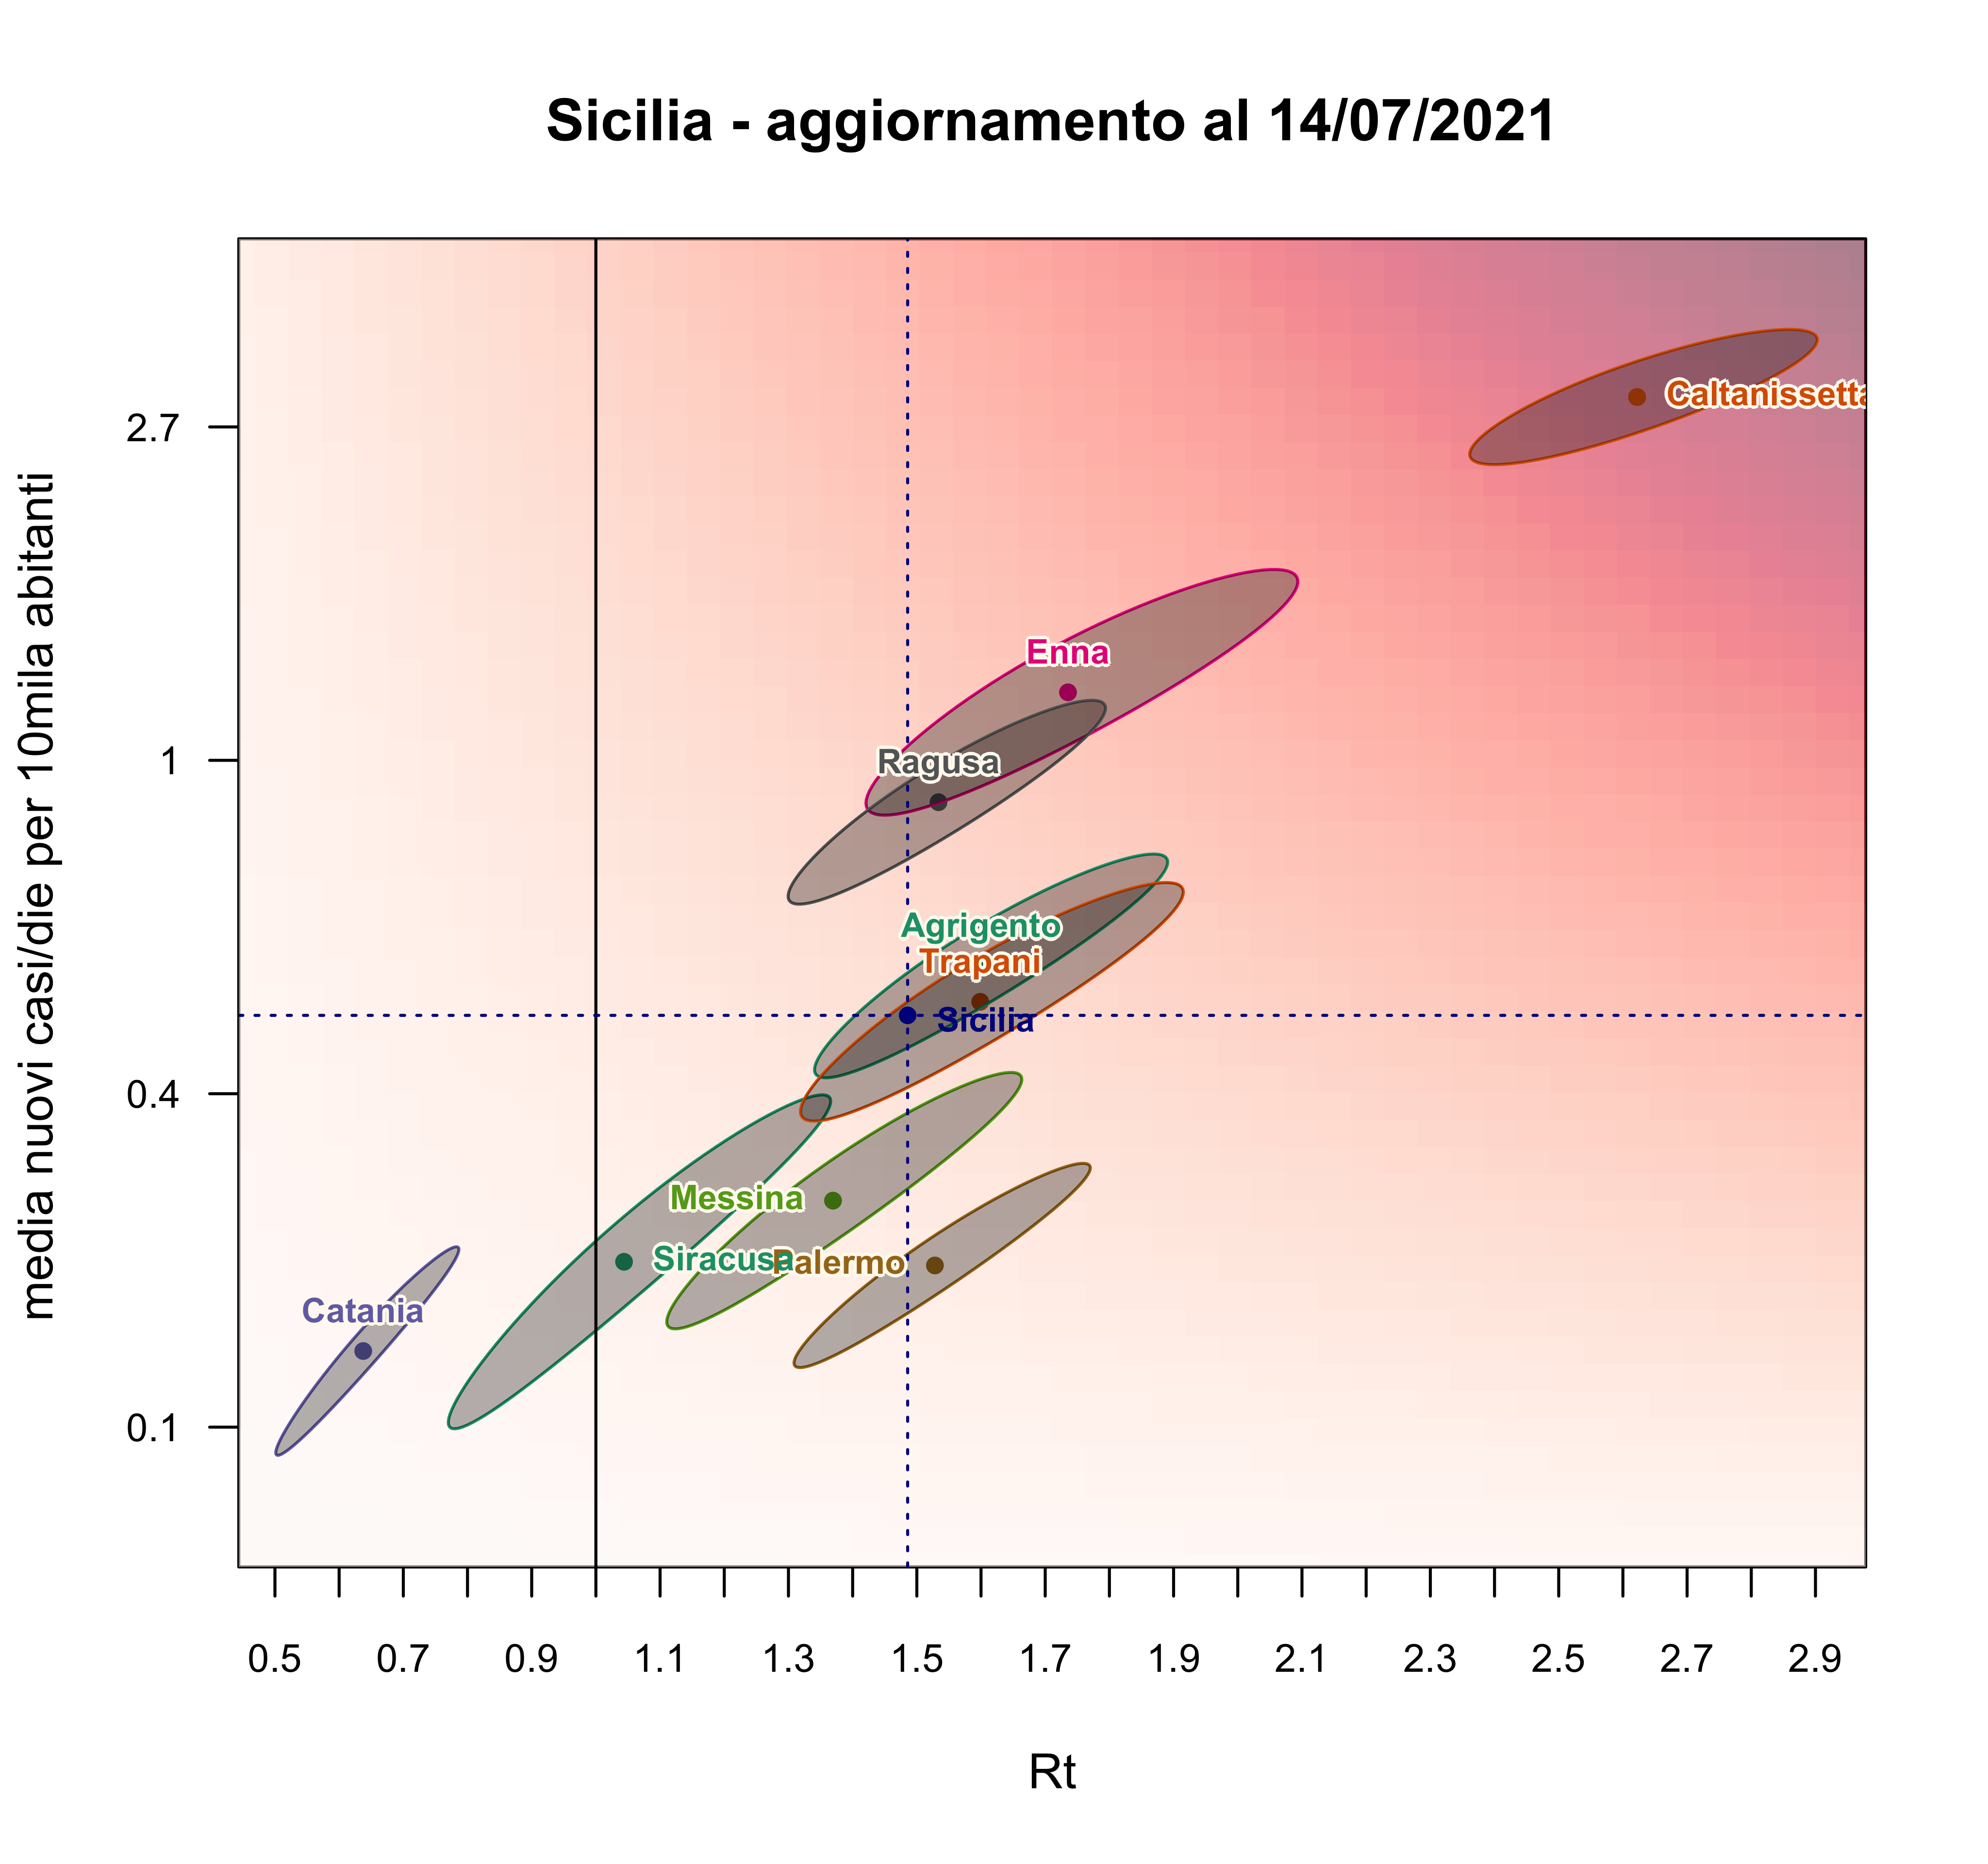 Sicilia - aggiornamento al 14/07/2021
media nuovi casi/die per 10mila abitanti
2.7
1
0.4
0.1
Caltanissetta
Enna
Ragusa
Agrigento
Trapani
Sicilia
Messina
Siracusa
Palermo
Catania
0.5 0.7 0.9 1.1 1.3 1.5 1.7 1.9 2.1 2.3 2.5 2.7 2.9
Rt